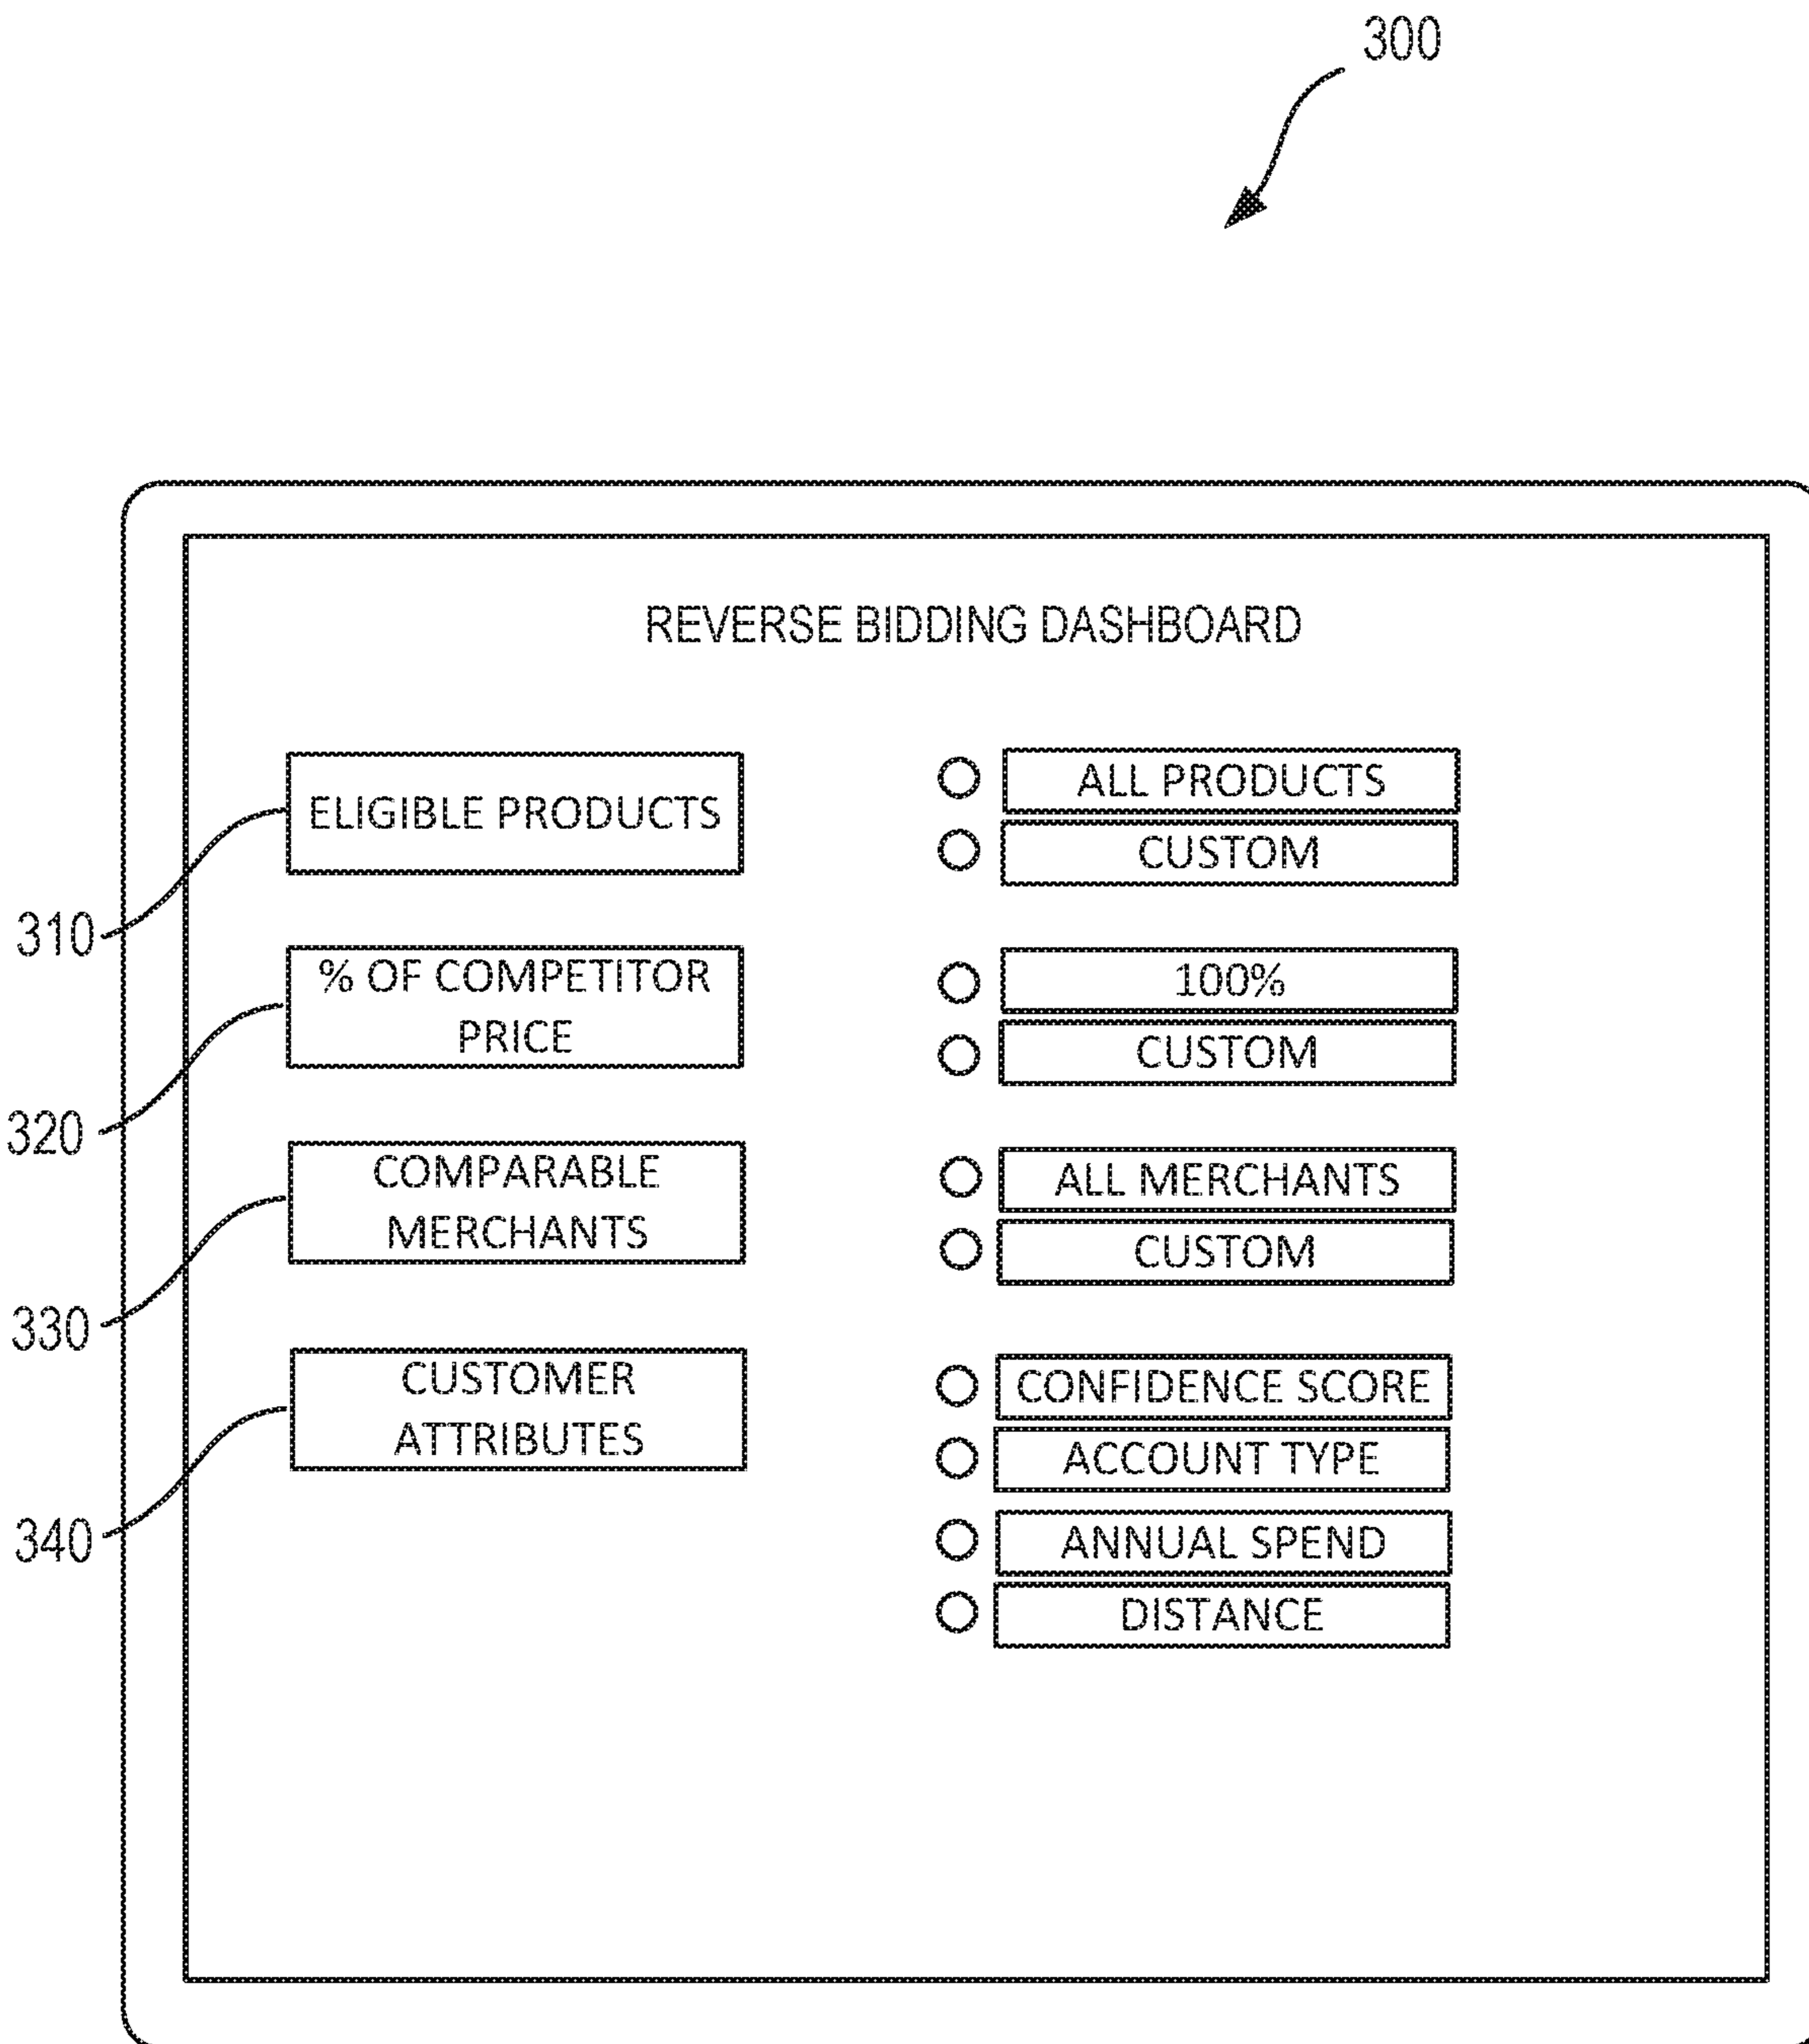 300
REVERSE BIDDING DASHBOARD
ELIGIBLE PRODUCTS
ALL PRODUCTS
CUSTOM
310
% OF COMPETITOR
PRICE
100%
CUSTOM
320
COMPARABLE
MERCHANTS
ALL MERCHANTS
CUSTOM
330
CUSTOMER
ATTRIBUTES
CONFIDENCE SCORE
ACCOUNT TYPE
ANNUAL SPEND
DISTANCE
340